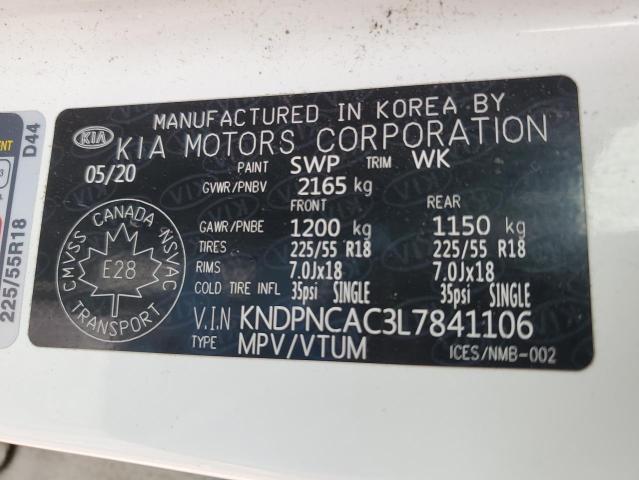 MANUFACTURED IN KOREA BY
KIA KIA MOTORS CORPORATION
05/20 PAINT SWP TRIM WK
GVWR/PNBV 2165 kg
FRONT REAR
GAWR/PNBE 1200 kg 1150 kg
TIRES 225/55 R18 225/55 R18
RIMS 7.0Jx18 7.0Jx18
COLD TIRE INFL 35psi SINGLE 35psi SINGLE
V.I.N KNDPNCAC3L7841106
TYPE MPV/VTUM ICES/NMB-002
CMVSS CANADA NSVAC
E28
TRANSPORT
D44
225/55R18